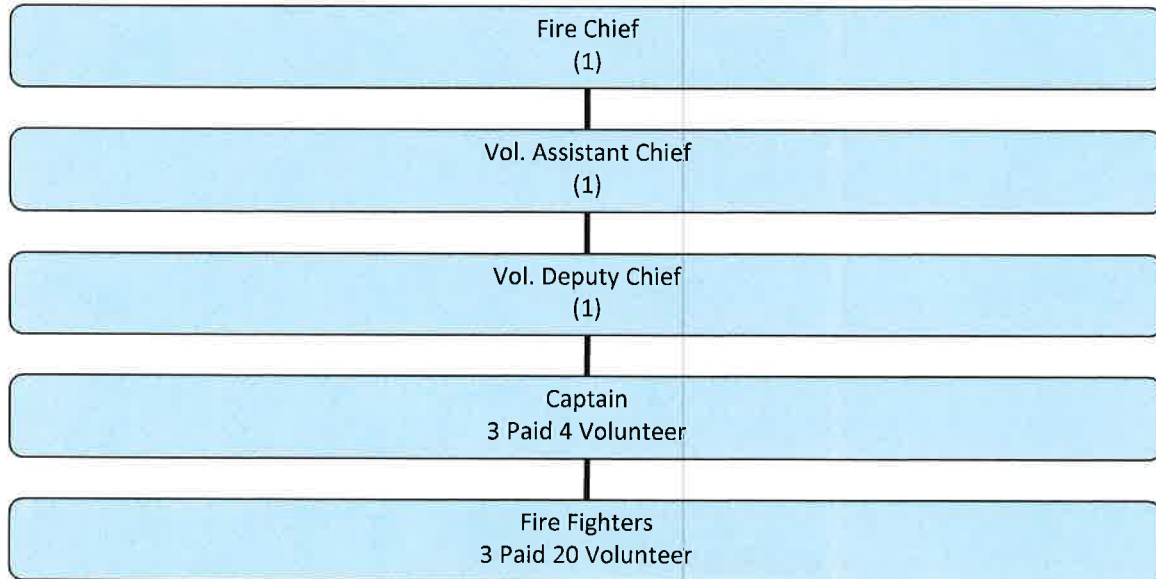 Fire Chief
(1)
Vol. Assistant Chief
(1)
Vol. Deputy Chief
(1)
Captain
3 Paid 4 Volunteer
Fire Fighters
3 Paid 20 Volunteer